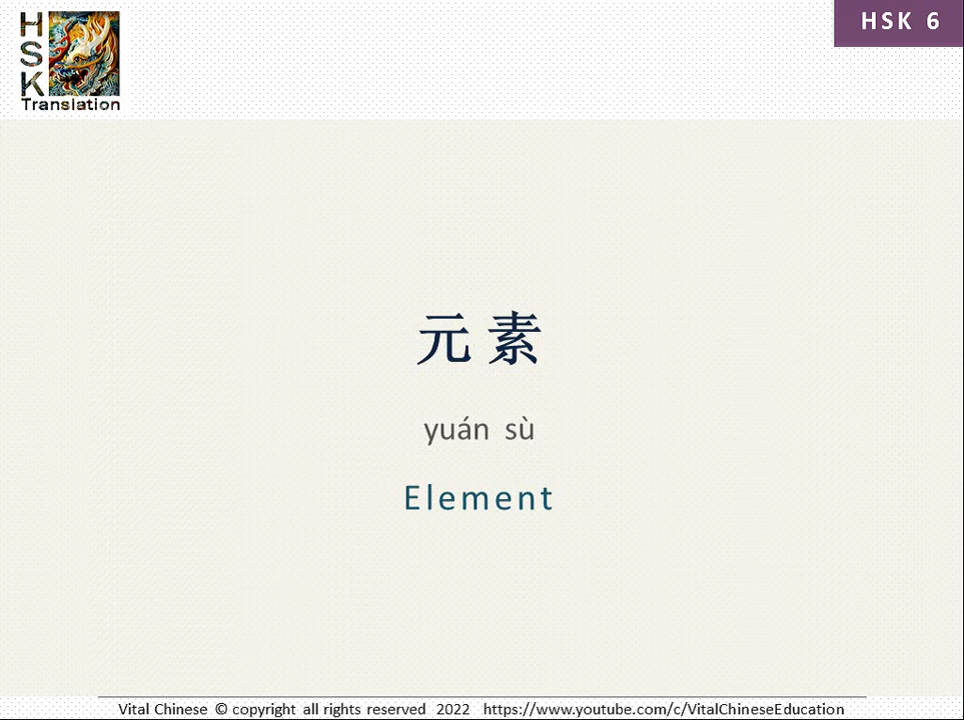 HSK
Translation
HSK 6
元素
yuán sù
Element
Vital Chinese © copyright all rights reserved 2022 https://www.youtube.com/c/VitalChineseEducation